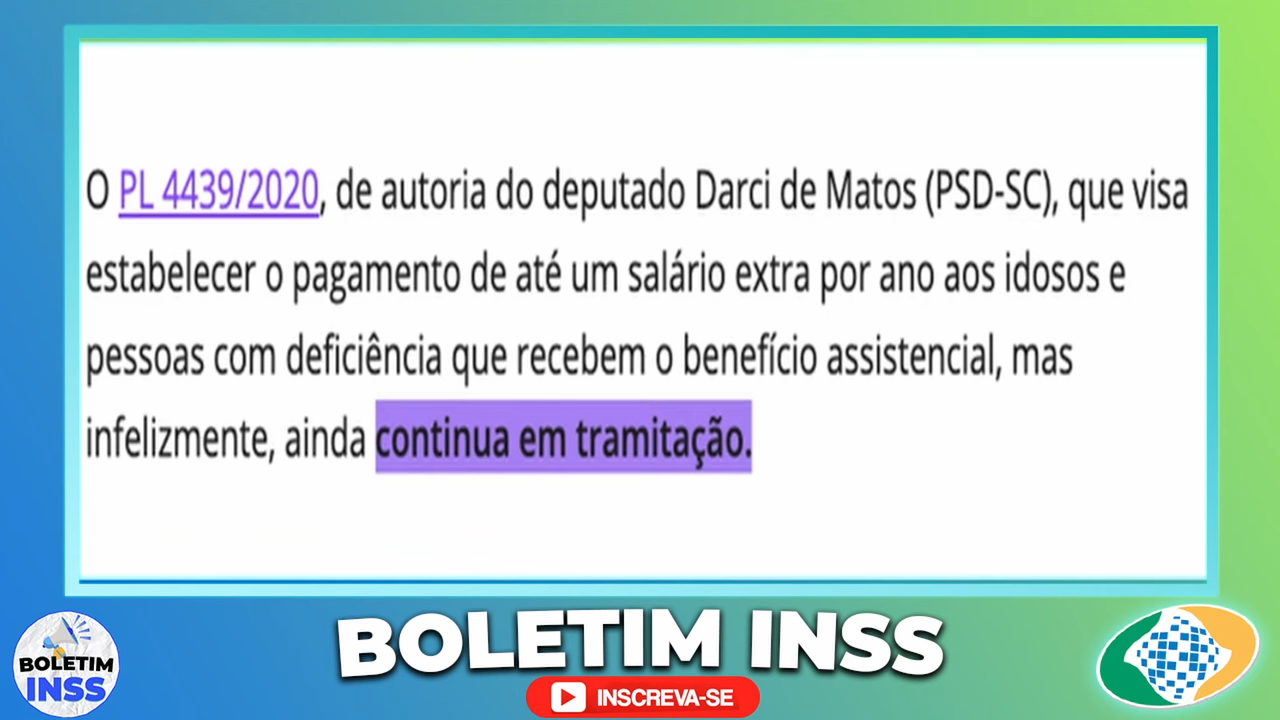 O PL 4439/2020, de autoria do deputado Darci de Matos (PSD-SC), que visa
estabelecer o pagamento de até um salário extra por ano aos idosos e
pessoas com deficiência que recebem o benefício assistencial, mas
infelizmente, ainda continua em tramitação.
BOLETIM
INSS
BOLETIM INSS
INSCREVA-SE